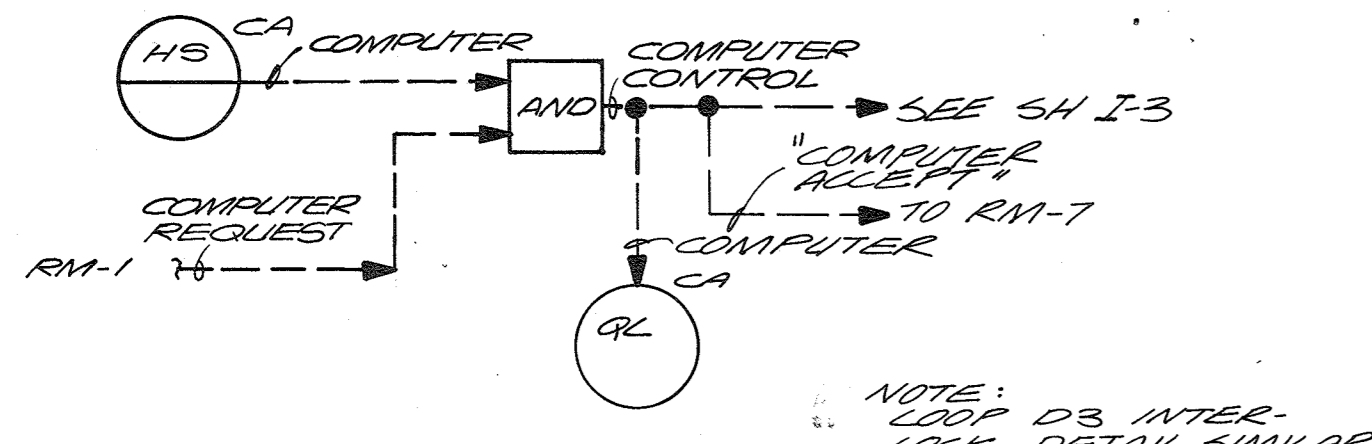 HS
CA
COMPUTER
AND
COMPUTER
CONTROL
SEE SH I-3
"COMPUTER
ACCEPT"
TO RM-7
COMPUTER
REQUEST
RM-1
COMPUTER
CA
QL
NOTE:
LOOP D3 INTER-
LOCK DETAIL SIMILAR